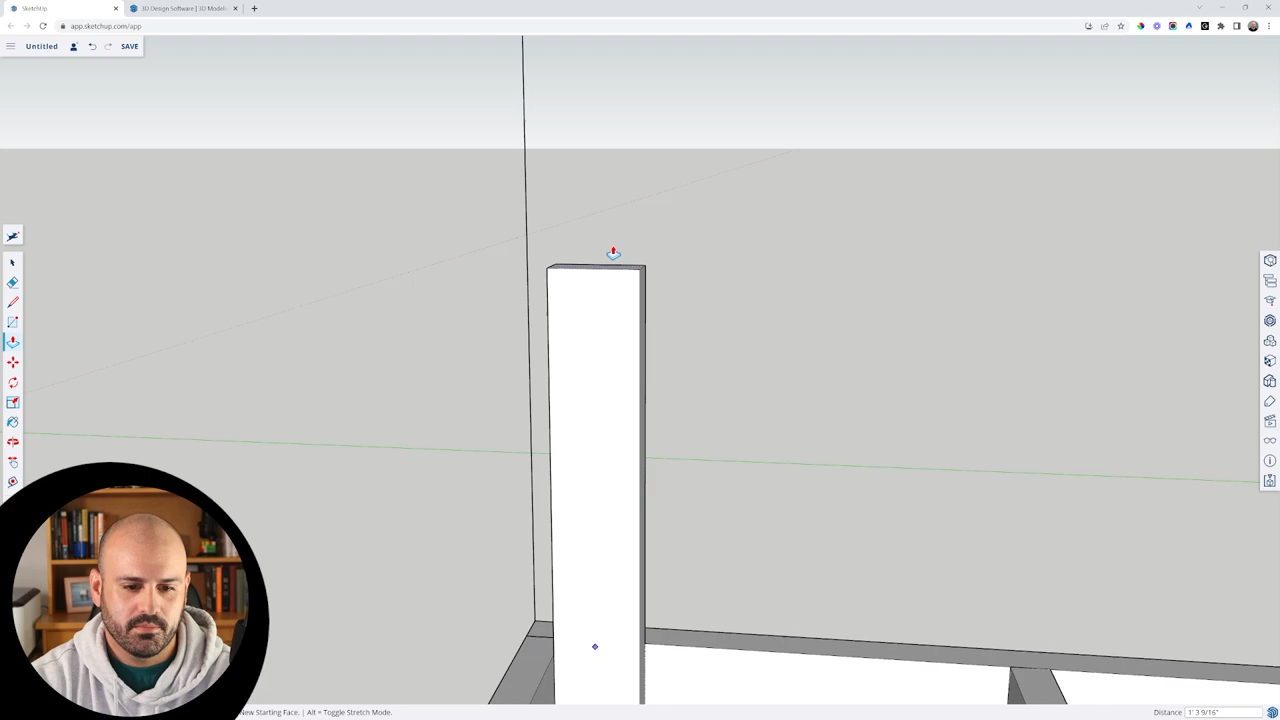 SketchUp
3D Design Software | 3D Modeli
app.sketchup.com/app
Untitled
SAVE
New Starting Face. | Alt = Toggle Stretch Mode.
Distance
1' 3 9/16"